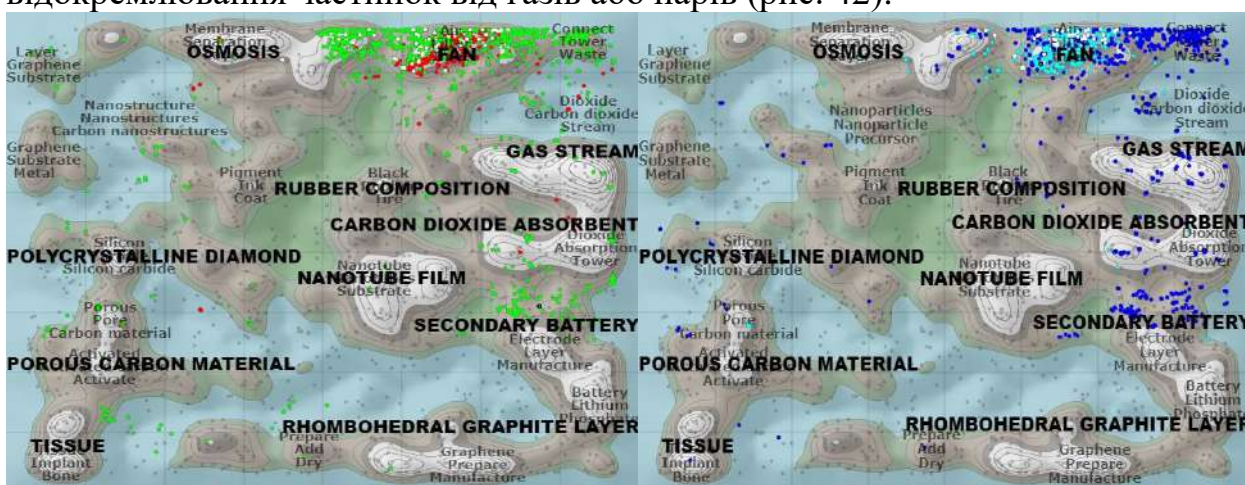 відокремлювання частинок від газів або парів (рис. 42).
Membrane
Separation
OSMOSIS
Air
FAN
Connect
Tower
Waste
Layer
Graphene
Substrate
Nanostructure
Nanostructures
Carbon nanostructures
Dioxide
Carbon dioxide
Stream
Graphene
Substrate
Metal
GAS STREAM
Pigment
Ink
Coat
Black
Tire
RUBBER COMPOSITION
CARBON DIOXIDE ABSORBENT
Dioxide
Absorption
Tower
Silicon
POLYCRYSTALLINE DIAMOND
Silicon carbide
Nanotube
NANOTUBE FILM
Substrate
Porous
Pore
Carbon material
SECONDARY BATTERY
Electrode
Layer
Manufacture
Activated
POROUS CARBON MATERIAL
Activate
Battery
Lithium
Phosphate
RHOMBOHEDRAL GRAPHITE LAYER
TISSUE
Implant
Bone
Prepare
Add
Dry
Graphene
Prepare
Manufacture
Membrane
Separation
OSMOSIS
Air
FAN
Connect
Tower
Waste
Layer
Graphene
Substrate
Nanoparticles
Nanoparticle
Precursor
Dioxide
Carbon dioxide
Stream
Graphene
Substrate
Metal
GAS STREAM
Pigment
Ink
Coat
Black
Tire
RUBBER COMPOSITION
CARBON DIOXIDE ABSORBENT
Dioxide
Absorption
Tower
Silicon
POLYCRYSTALLINE DIAMOND
Silicon carbide
Nanotube
NANOTUBE FILM
Substrate
Porous
Pore
Carbon material
SECONDARY BATTERY
Electrode
Layer
Manufacture
Activated
POROUS CARBON MATERIAL
Activate
Battery
Lithium
Phosphate
RHOMBOHEDRAL GRAPHITE LAYER
TISSUE
Implant
Bone
Prepare
Add
Dry
Graphene
Prepare
Manufacture